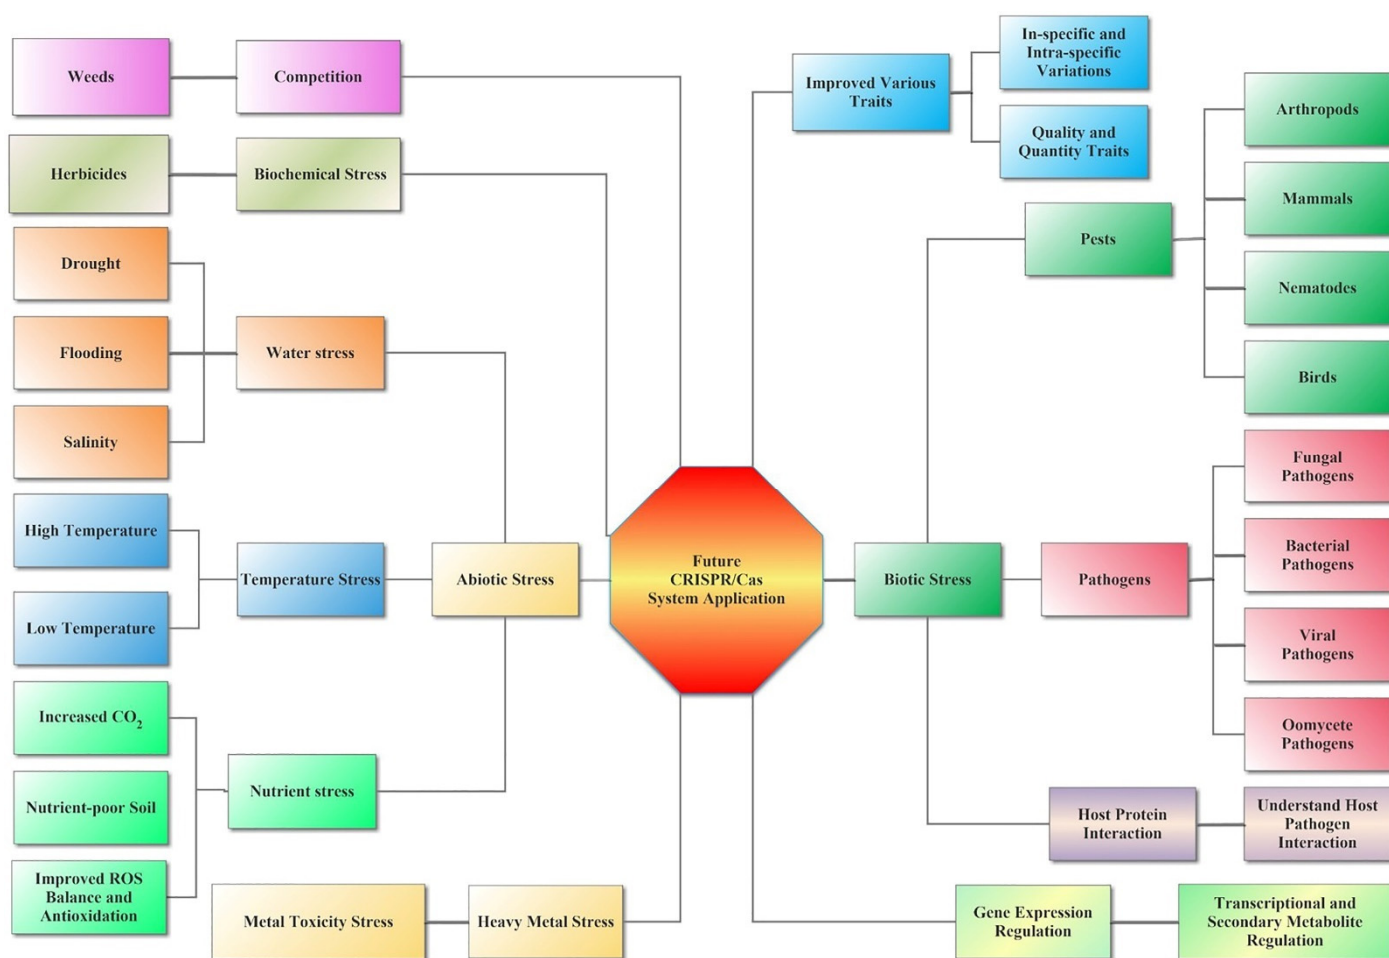 Weeds
Competition
Herbicides
Biochemical Stress
Drought
Flooding
Salinity
Water stress
High Temperature
Low Temperature
Temperature Stress
Abiotic Stress
Increased CO₂
Nutrient-poor Soil
Improved ROS
Balance and
Antioxidation
Nutrient stress
Metal Toxicity Stress
Heavy Metal Stress
Future
CRISPR/Cas
System Application
Improved Various
Traits
In-specific and
Intra-specific
Variations
Quality and
Quantity Traits
Biotic Stress
Pests
Arthropods
Mammals
Nematodes
Birds
Pathogens
Fungal
Pathogens
Bacterial
Pathogens
Viral
Pathogens
Oomycete
Pathogens
Host Protein
Interaction
Understand Host
Pathogen
Interaction
Gene Expression
Regulation
Transcriptional and
Secondary Metabolite
Regulation